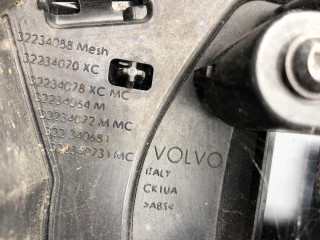 32234058 Mesh
32234020 XC
32234078 XC MC
32234064 M
32234072 M MC
VOLVO
ITALY
CK1UA
>ABS<